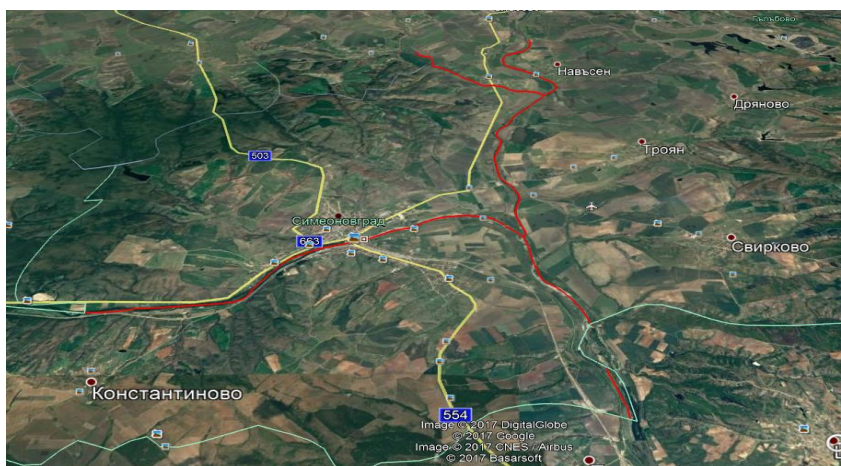 Гълъбово
Навъсен
Дряново
Троян
503
Симеоновград
663
Свирково
Константиново
554
Image © 2017 DigitalGlobe
© 2017 Google
Image © 2017 CNES / Airbus
© 2017 Basarsoft